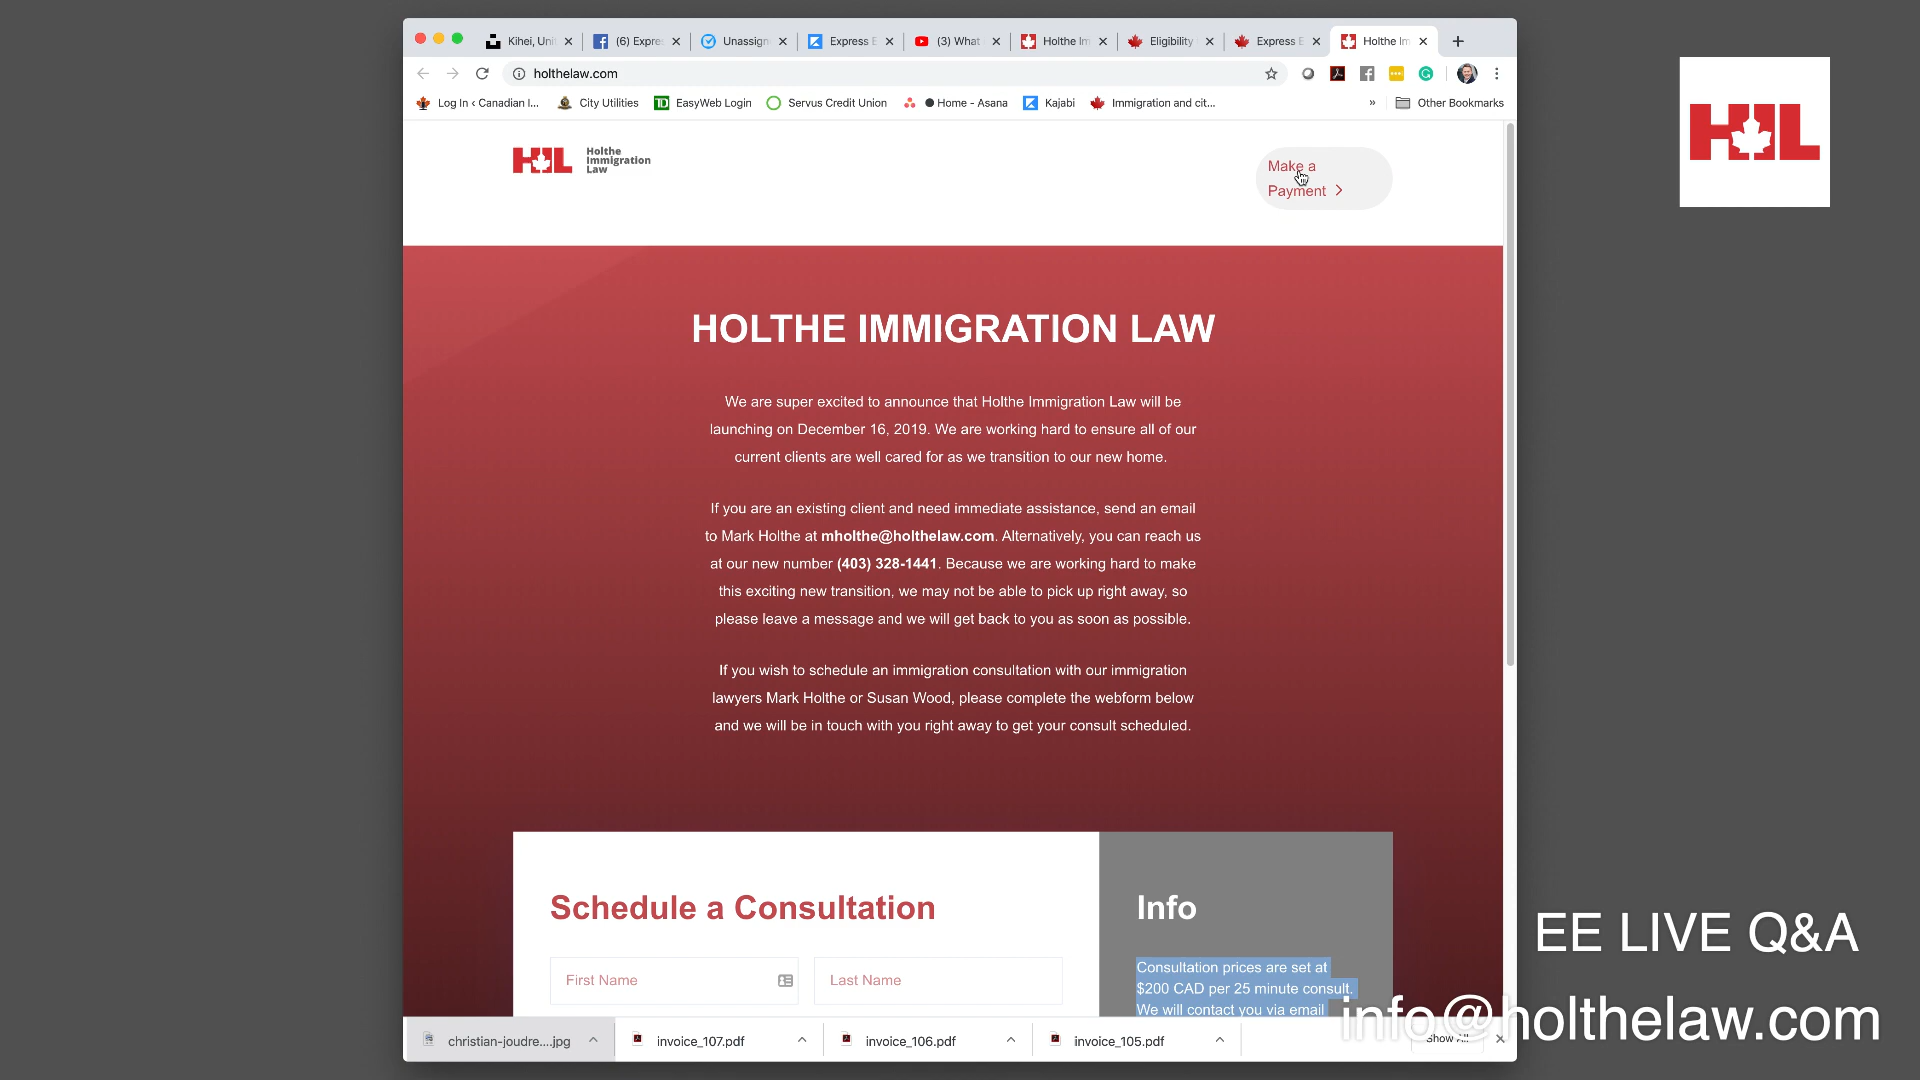 Kihei, Uni
(6) Expre
Unassign
Express E
(3) What
Holthe Im
Eligibility
Express E
Holthe Im
holthelaw.com
Log In ‹ Canadian I...
City Utilities
EasyWeb Login
Servus Credit Union
Home - Asana
Kajabi
Immigration and cit...
»
Other Bookmarks
HIL
Holthe
Immigration
Law
Make a
Payment
HIL
HOLTHE IMMIGRATION LAW
We are super excited to announce that Holthe Immigration Law will be
launching on December 16, 2019. We are working hard to ensure all of our
current clients are well cared for as we transition to our new home.
If you are an existing client and need immediate assistance, send an email
to Mark Holthe at mholthe@holthelaw.com. Alternatively, you can reach us
at our new number (403) 328-1441. Because we are working hard to make
this exciting new transition, we may not be able to pick up right away, so
please leave a message and we will get back to you as soon as possible.
If you wish to schedule an immigration consultation with our immigration
lawyers Mark Holthe or Susan Wood, please complete the webform below
and we will be in touch with you right away to get your consult scheduled.
Schedule a Consultation
First Name
Last Name
Info
Consultation prices are set at
$200 CAD per 25 minute consult.
We will contact you via email
EE LIVE Q&A
info@holthelaw.com
christian-joudre....jpg
invoice_107.pdf
invoice_106.pdf
invoice_105.pdf
Show All